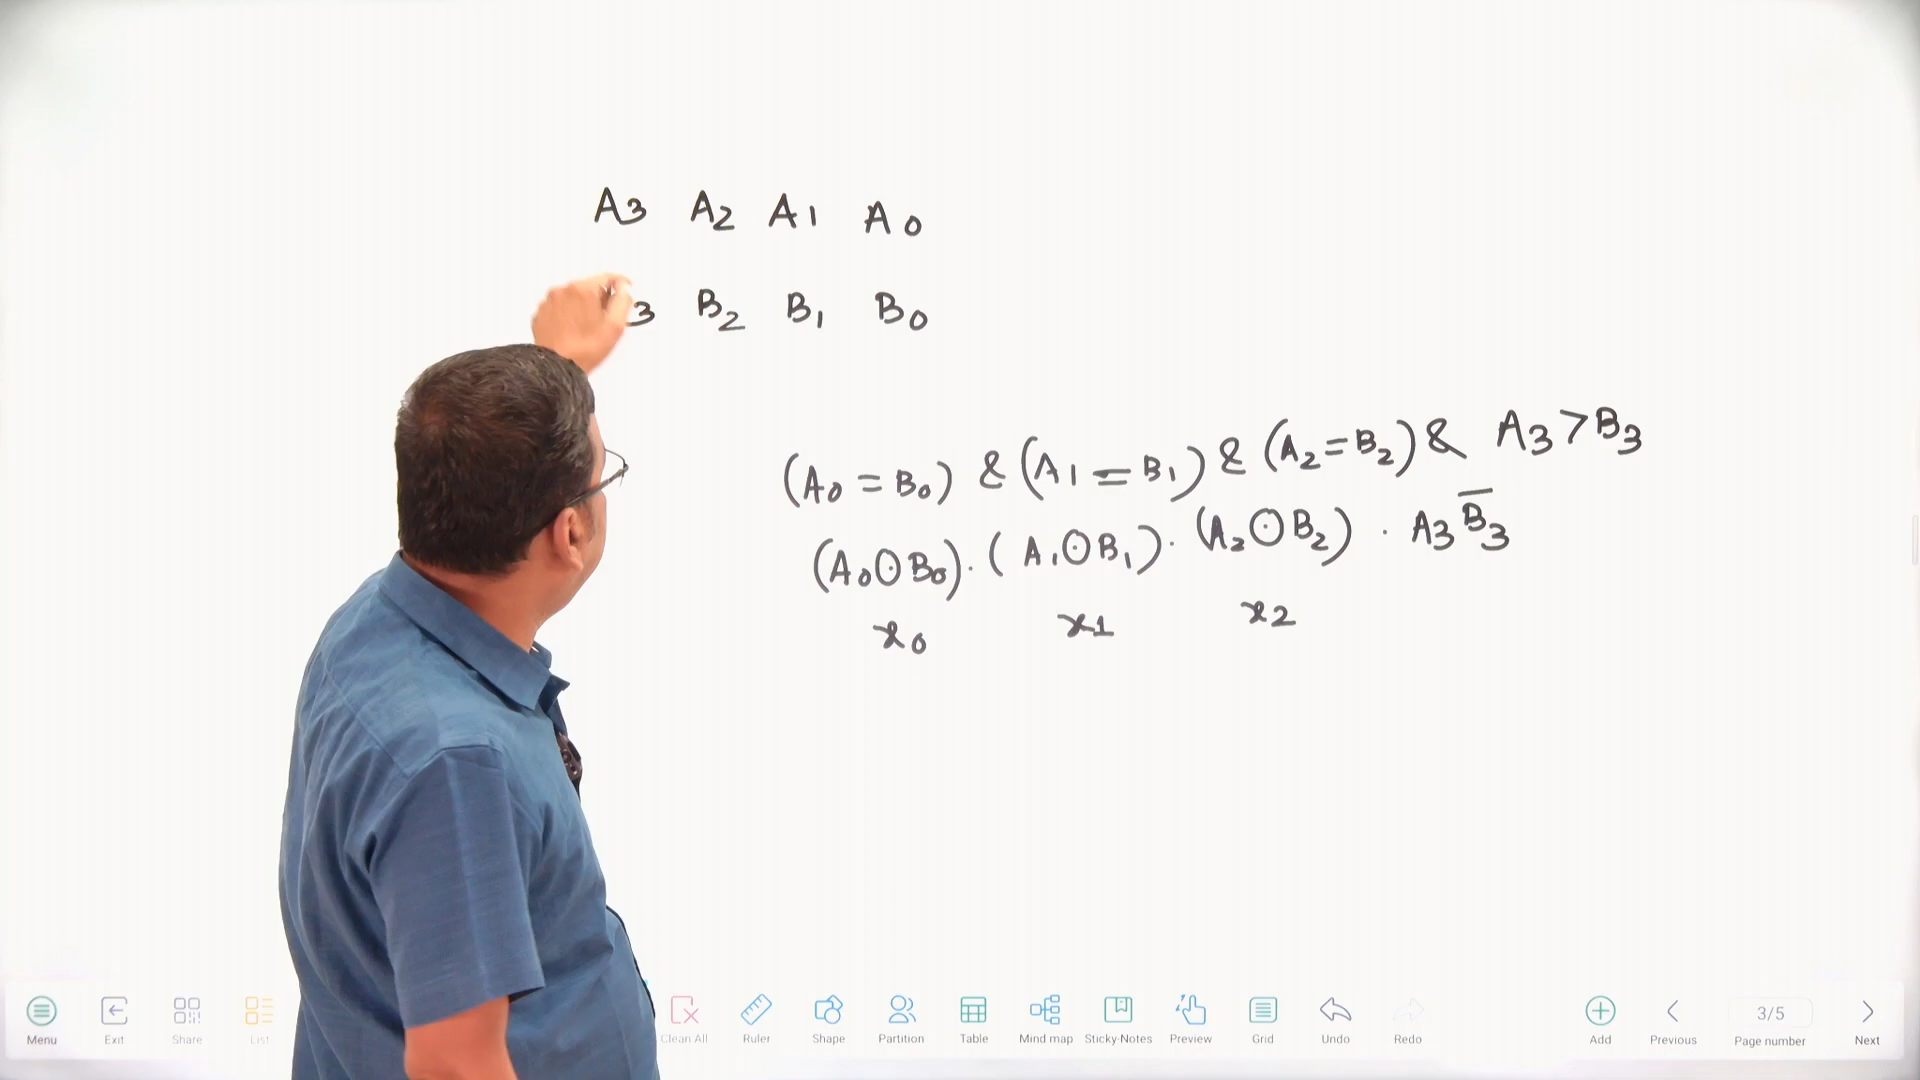 A3 A2 A1 A0
3 B2 B1 B0
(A0 = B0) & (A1 = B1) & (A2 = B2) & A3 > B3
(A0 ⊙ B0) · (A1 ⊙ B1) · (A2 ⊙ B2) · A3 B̅3
x0 x1 x2
Menu Exit Share List Clean All Ruler Shape Partition Table Mind map Sticky-Notes Preview Grid Undo Redo Add Previous 3/5 Page number Next